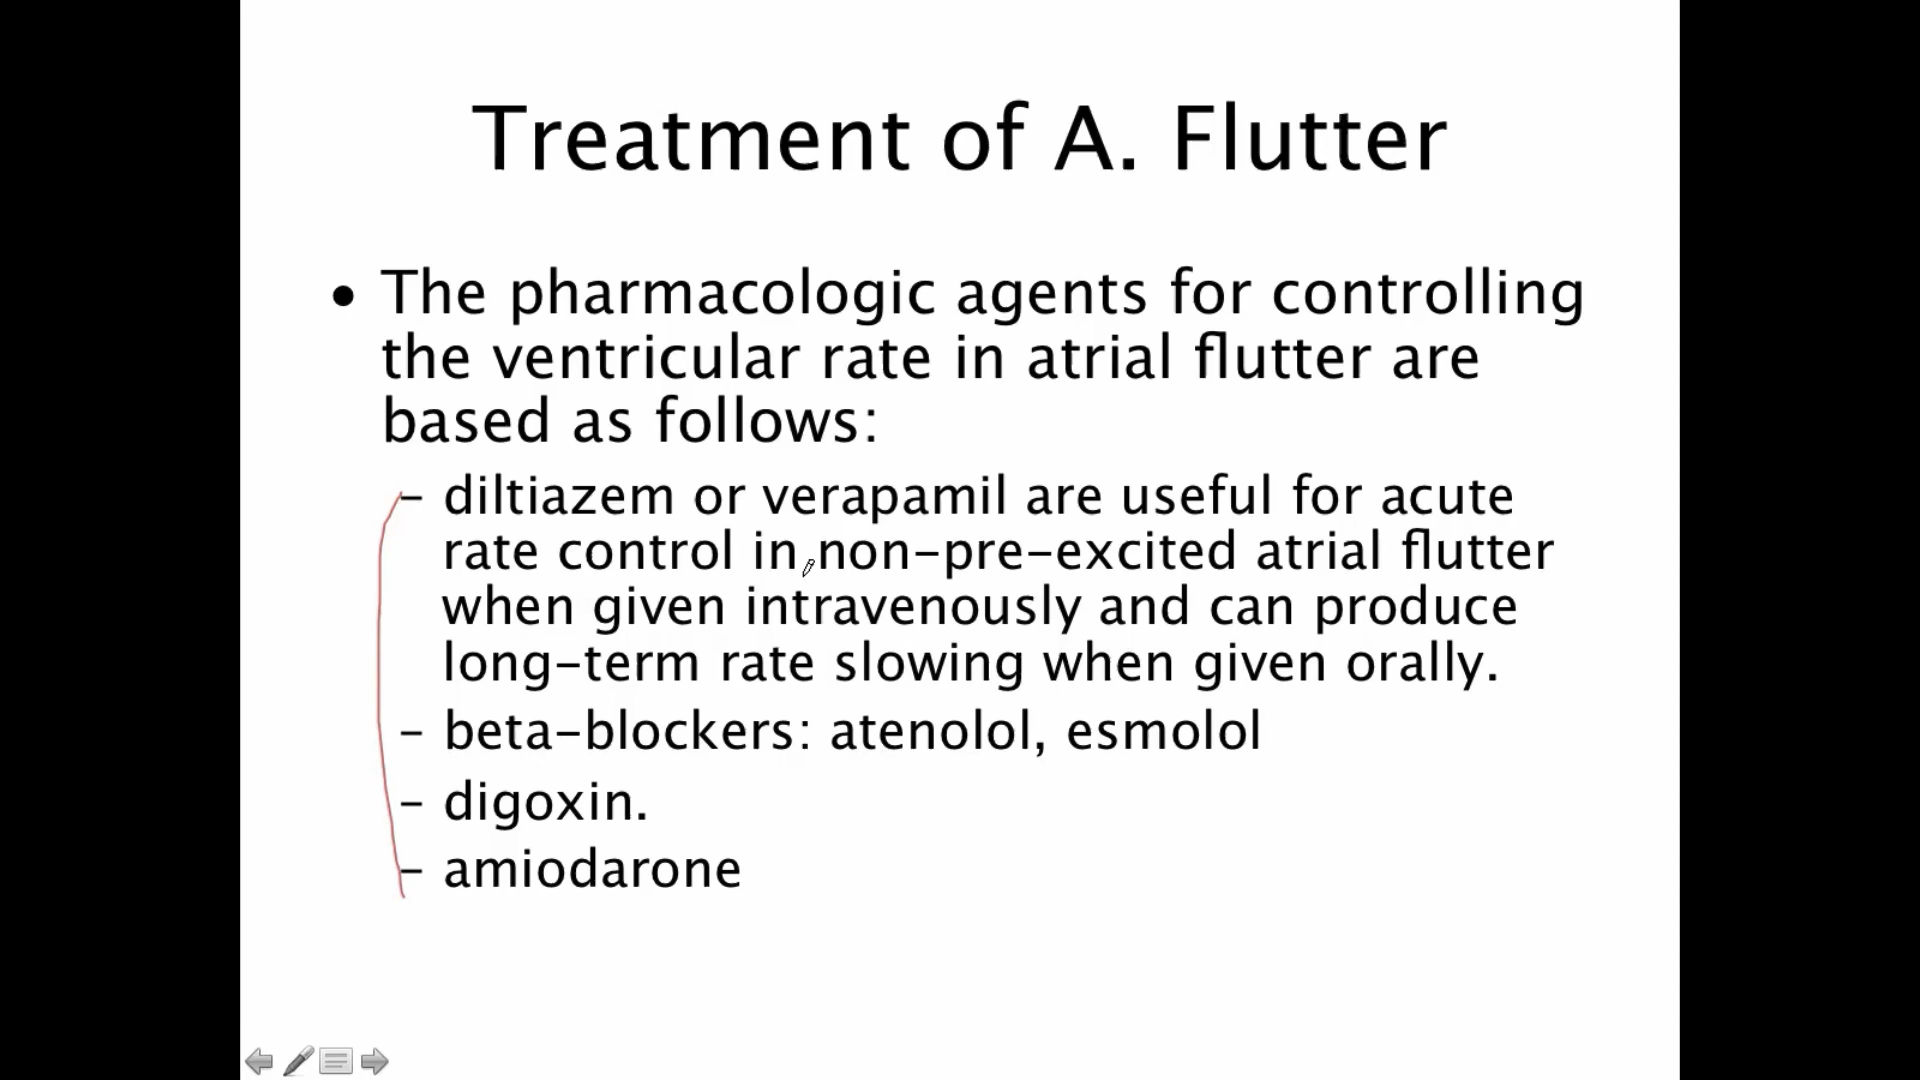 Treatment of A. Flutter
• The pharmacologic agents for controlling
the ventricular rate in atrial flutter are
based as follows:
– diltiazem or verapamil are useful for acute
rate control in non-pre-excited atrial flutter
when given intravenously and can produce
long-term rate slowing when given orally.
– beta-blockers: atenolol, esmolol
– digoxin.
– amiodarone